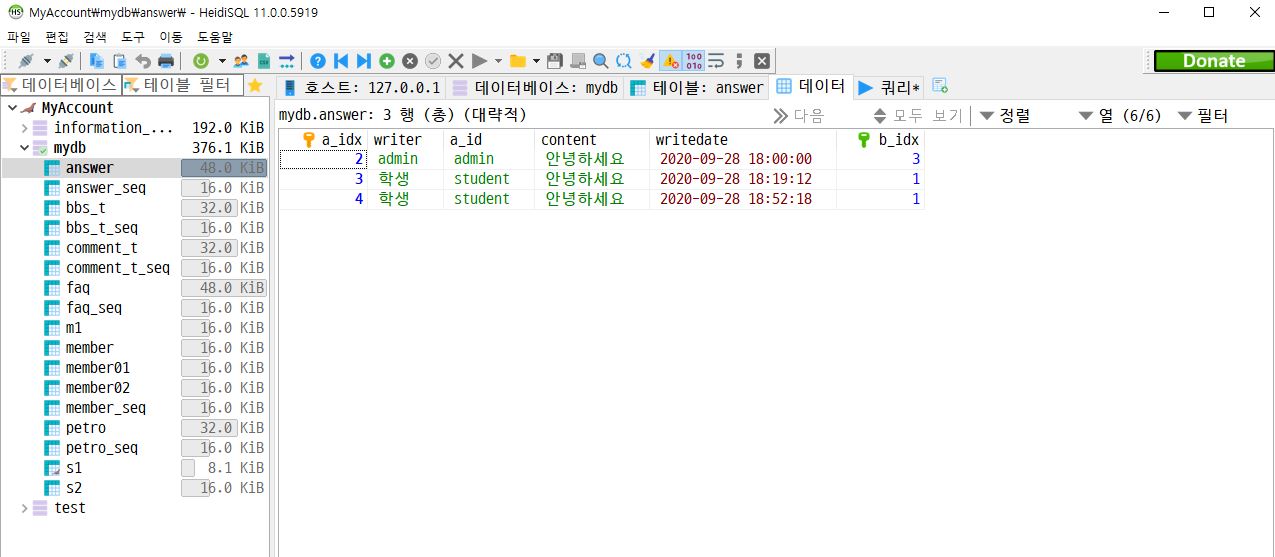 MyAccount₩mydb₩answer₩ - HeidiSQL 11.0.0.5919
파일 편집 검색 도구 이동 도움말
Donate
데이터베이스 테이블 필터
호스트: 127.0.0.1 데이터베이스: mydb 테이블: answer 데이터 쿼리*
MyAccount
mydb.answer: 3 행 (총) (대략적) 다음 모두 보기 정렬 열 (6/6) 필터
information_... 192.0 KiB
mydb 376.1 KiB
answer 48.0 KiB
answer_seq 16.0 KiB
bbs_t 32.0 KiB
bbs_t_seq 16.0 KiB
comment_t 32.0 KiB
comment_t_seq 16.0 KiB
faq 48.0 KiB
faq_seq 16.0 KiB
m1 16.0 KiB
member 16.0 KiB
member01 16.0 KiB
member02 16.0 KiB
member_seq 16.0 KiB
petro 32.0 KiB
petro_seq 16.0 KiB
s1 8.1 KiB
s2 16.0 KiB
test
a_idx writer a_id content writedate b_idx
2 admin admin 안녕하세요 2020-09-28 18:00:00 3
3 학생 student 안녕하세요 2020-09-28 18:19:12 1
4 학생 student 안녕하세요 2020-09-28 18:52:18 1